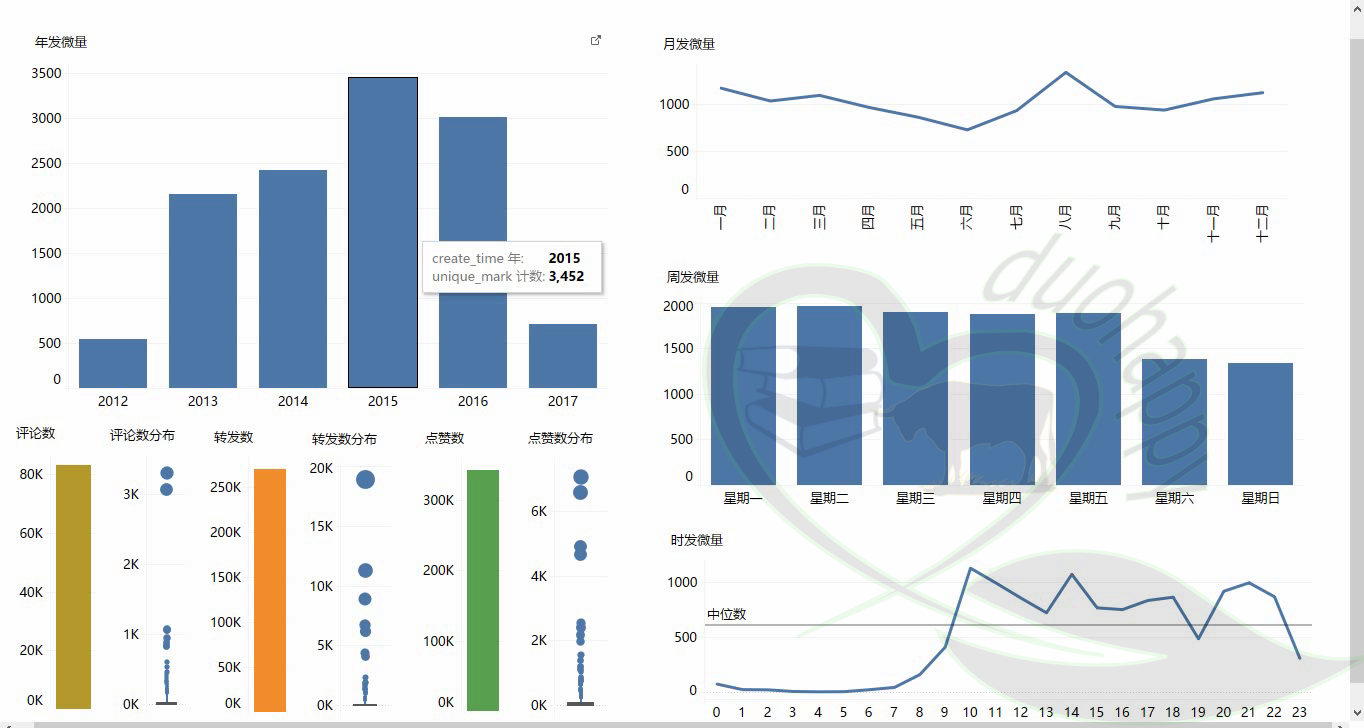 年发微量
3500
3000
2500
2000
1500
1000
500
0
2012 2013 2014 2015 2016 2017
create_time 年: 2015
unique_mark 计数: 3,452
月发微量
1000
500
0
一月 二月 三月 四月 五月 六月 七月 八月 九月 十月 十一月 十二月
周发微量
2000
1500
1000
500
0
星期一 星期二 星期三 星期四 星期五 星期六 星期日
评论数
80K
60K
40K
20K
0K
评论数分布
3K
2K
1K
0K
转发数
250K
200K
150K
100K
50K
0K
转发数分布
20K
15K
10K
5K
0K
点赞数
300K
200K
100K
0K
点赞数分布
6K
4K
2K
0K
时发微量
1000
中位数
500
0
0 1 2 3 4 5 6 7 8 9 10 11 12 13 14 15 16 17 18 19 20 21 22 23
duohappy